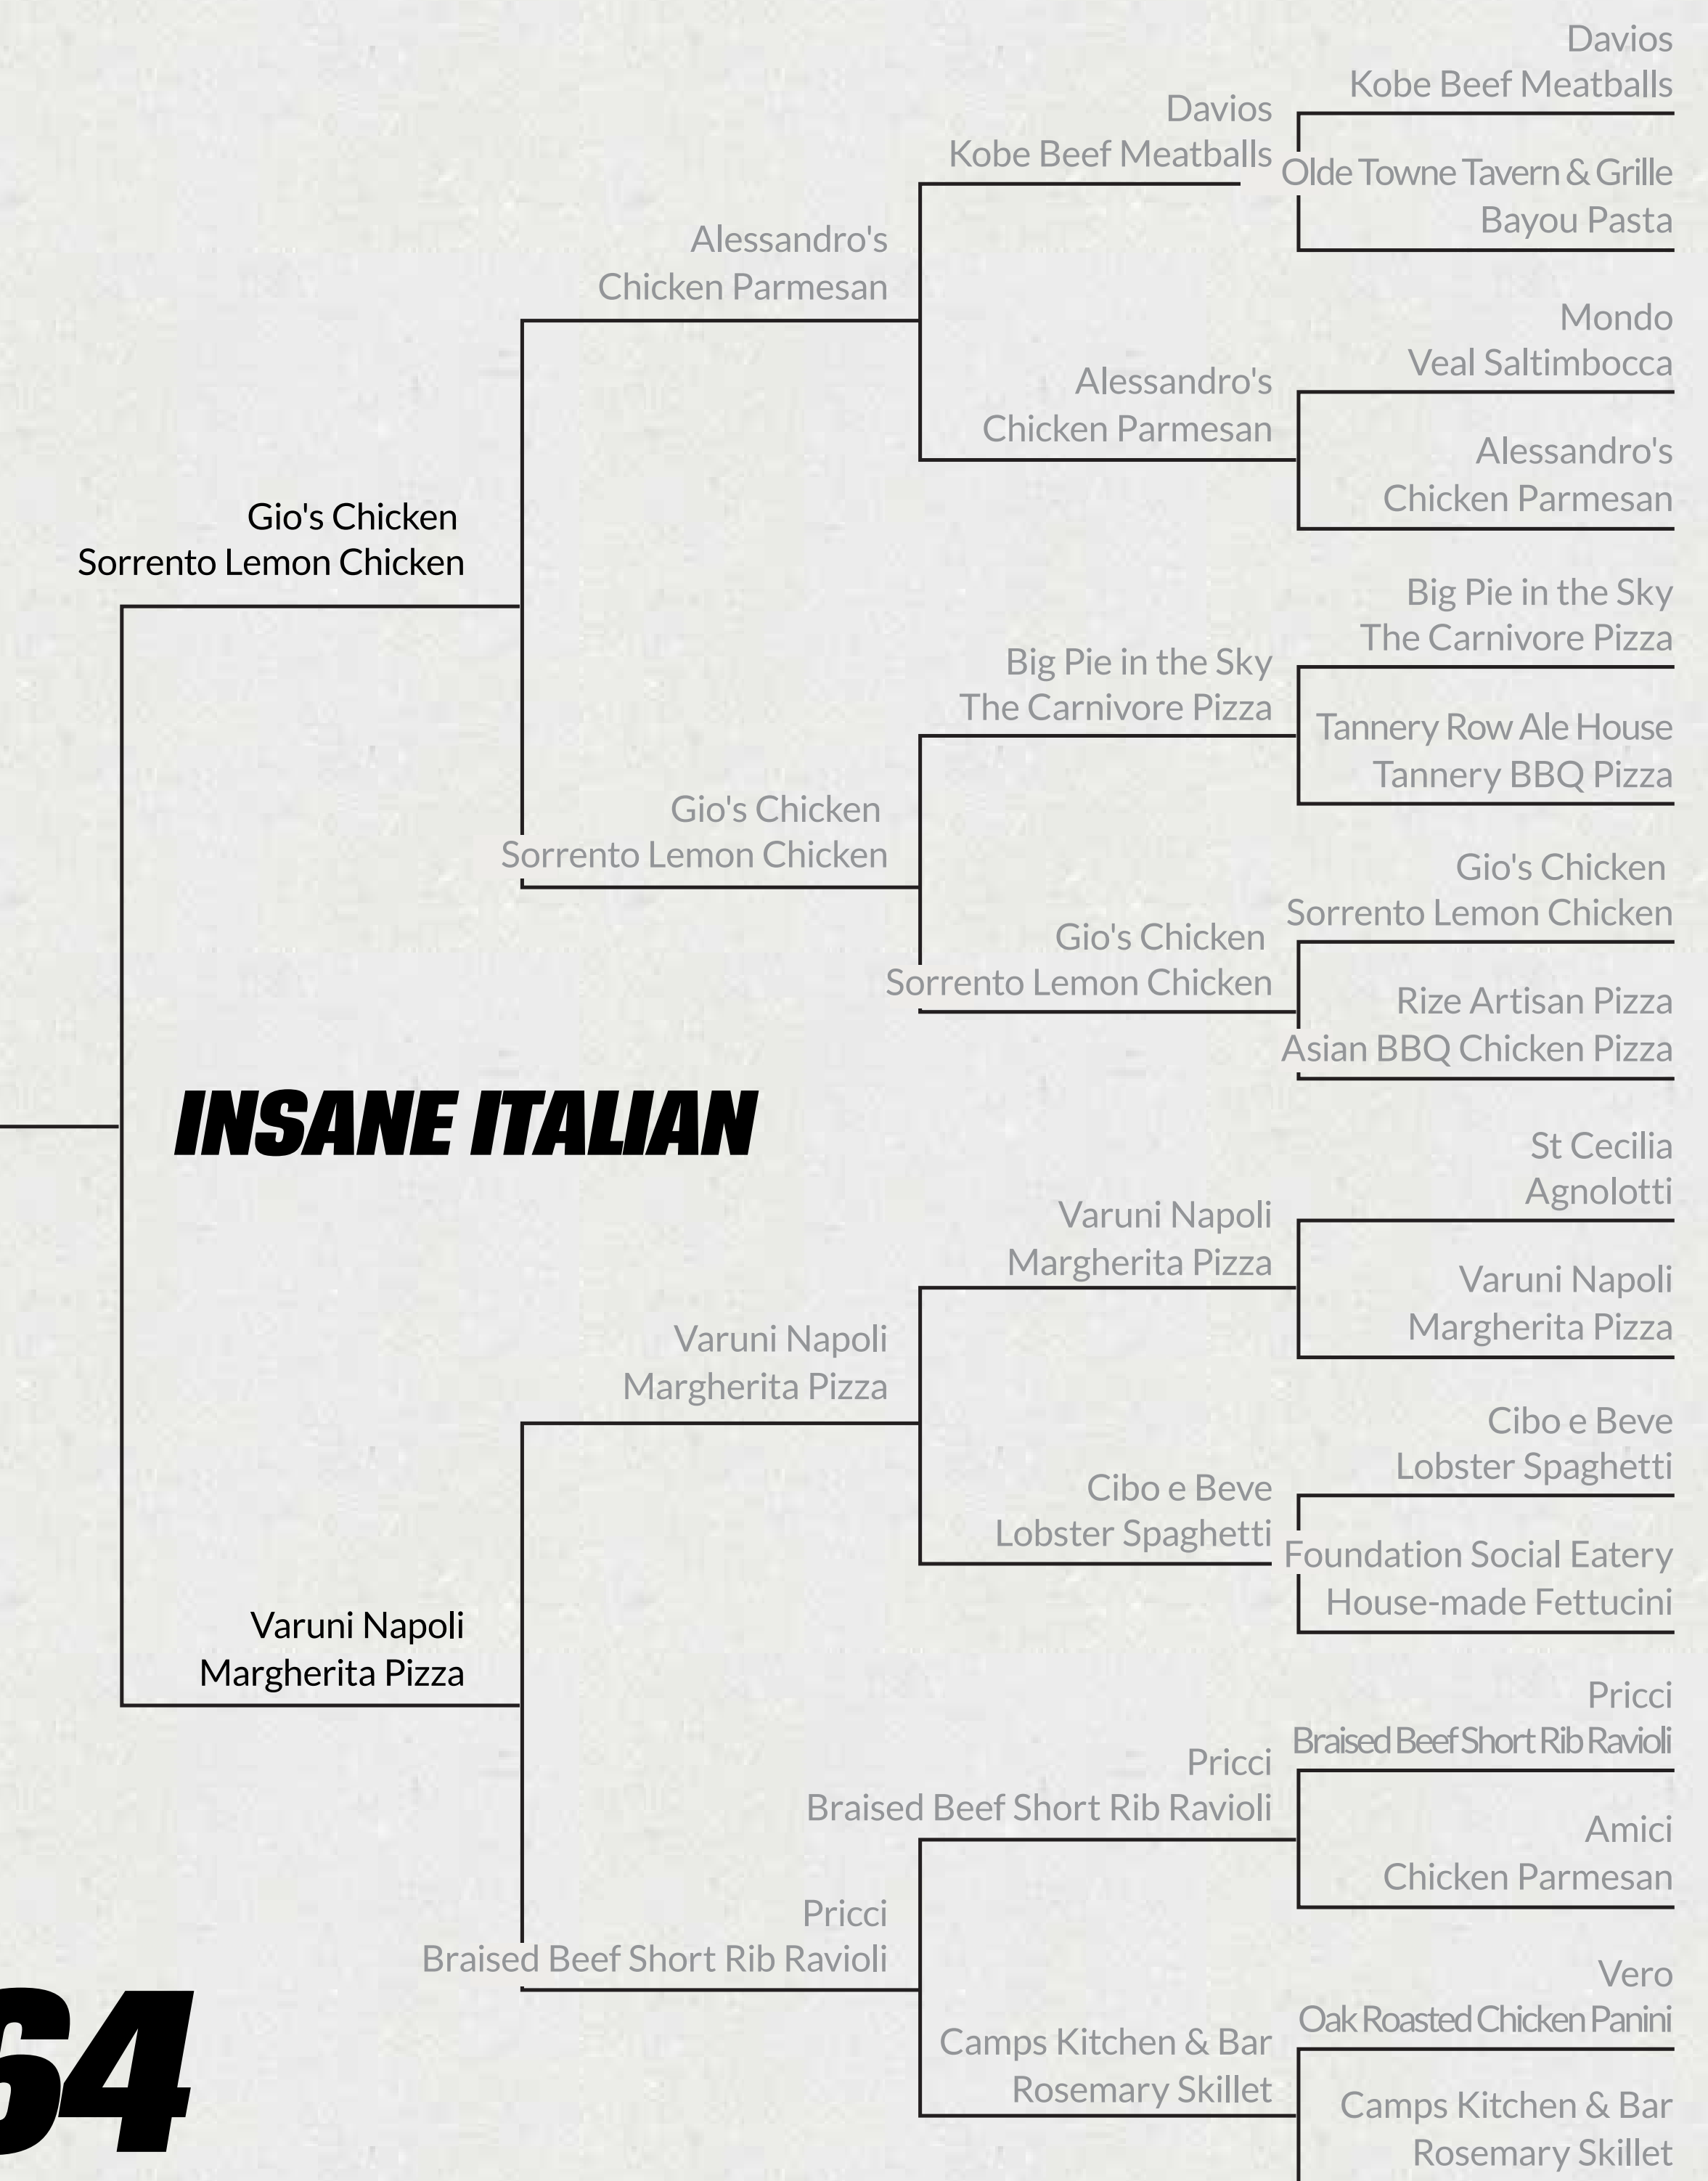 Davios
Kobe Beef Meatballs
Davios
Kobe Beef Meatballs
Olde Towne Tavern & Grille
Bayou Pasta
Alessandro's
Chicken Parmesan
Mondo
Veal Saltimbocca
Alessandro's
Chicken Parmesan
Alessandro's
Chicken Parmesan
Gio's Chicken
Sorrento Lemon Chicken
Big Pie in the Sky
The Carnivore Pizza
Big Pie in the Sky
The Carnivore Pizza
Tannery Row Ale House
Tannery BBQ Pizza
Gio's Chicken
Sorrento Lemon Chicken
Gio's Chicken
Sorrento Lemon Chicken
Gio's Chicken
Sorrento Lemon Chicken
Rize Artisan Pizza
Asian BBQ Chicken Pizza
INSANE ITALIAN
St Cecilia
Agnolotti
Varuni Napoli
Margherita Pizza
Varuni Napoli
Margherita Pizza
Varuni Napoli
Margherita Pizza
Cibo e Beve
Lobster Spaghetti
Cibo e Beve
Lobster Spaghetti
Foundation Social Eatery
House-made Fettucini
Varuni Napoli
Margherita Pizza
Pricci
Braised Beef Short Rib Ravioli
Pricci
Braised Beef Short Rib Ravioli
Amici
Chicken Parmesan
Pricci
Braised Beef Short Rib Ravioli
Vero
Oak Roasted Chicken Panini
Camps Kitchen & Bar
Rosemary Skillet
Camps Kitchen & Bar
Rosemary Skillet
64